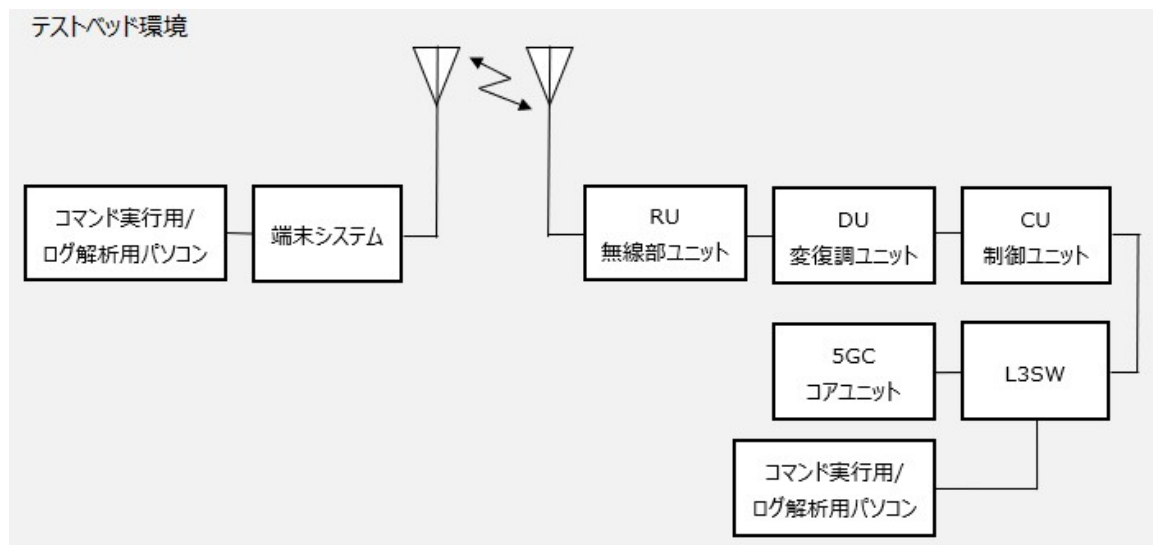 テストベッド環境
コマンド実行用/
ログ解析用パソコン
端末システム
RU
無線部ユニット
DU
変復調ユニット
CU
制御ユニット
5GC
コアユニット
L3SW
コマンド実行用/
ログ解析用パソコン